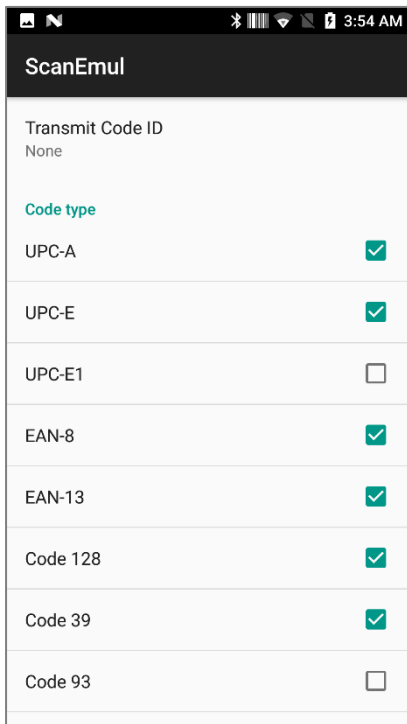 3:54 AM
ScanEmul
Transmit Code ID
None
Code type
UPC-A
UPC-E
UPC-E1
EAN-8
EAN-13
Code 128
Code 39
Code 93